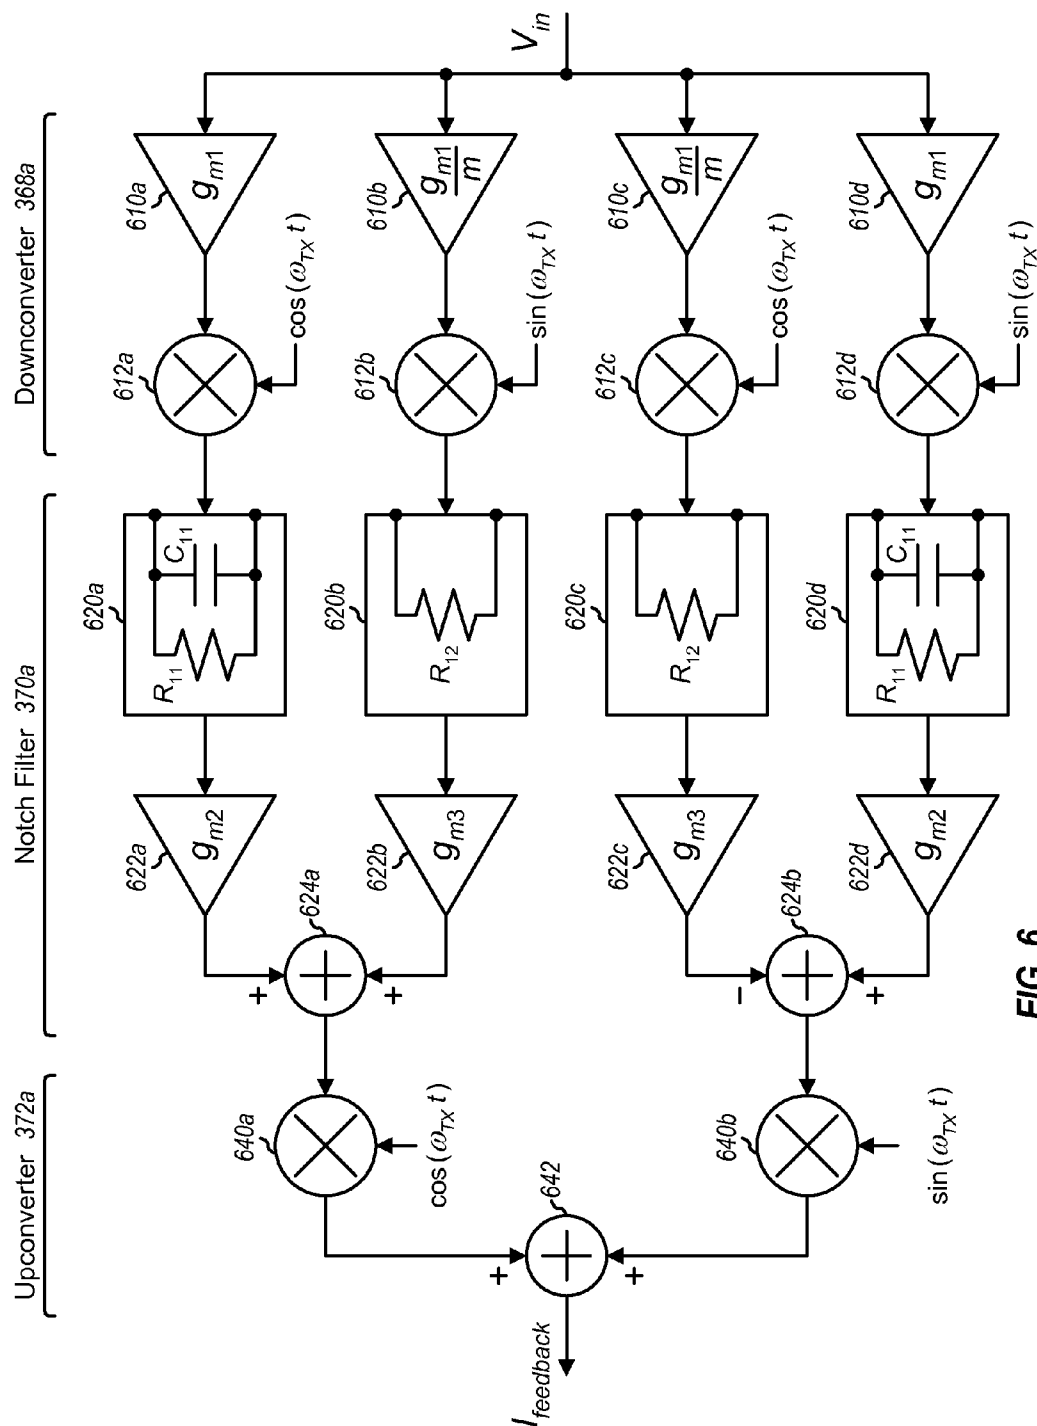 Downconverter 368a
Notch Filter 370a
Upconverter 372a
V_in
610a
g_m1
612a
cos(ω_TX t)
620a
C_11
R_11
622a
g_m2
610b
g_m1/m
612b
sin(ω_TX t)
620b
R_12
622b
g_m3
624a
+
+
640a
cos(ω_TX t)
610c
g_m1/m
612c
cos(ω_TX t)
620c
R_12
622c
g_m3
610d
g_m1
612d
sin(ω_TX t)
620d
C_11
R_11
622d
g_m2
624b
−
+
640b
sin(ω_TX t)
642
+
+
I_feedback
FIG. 6